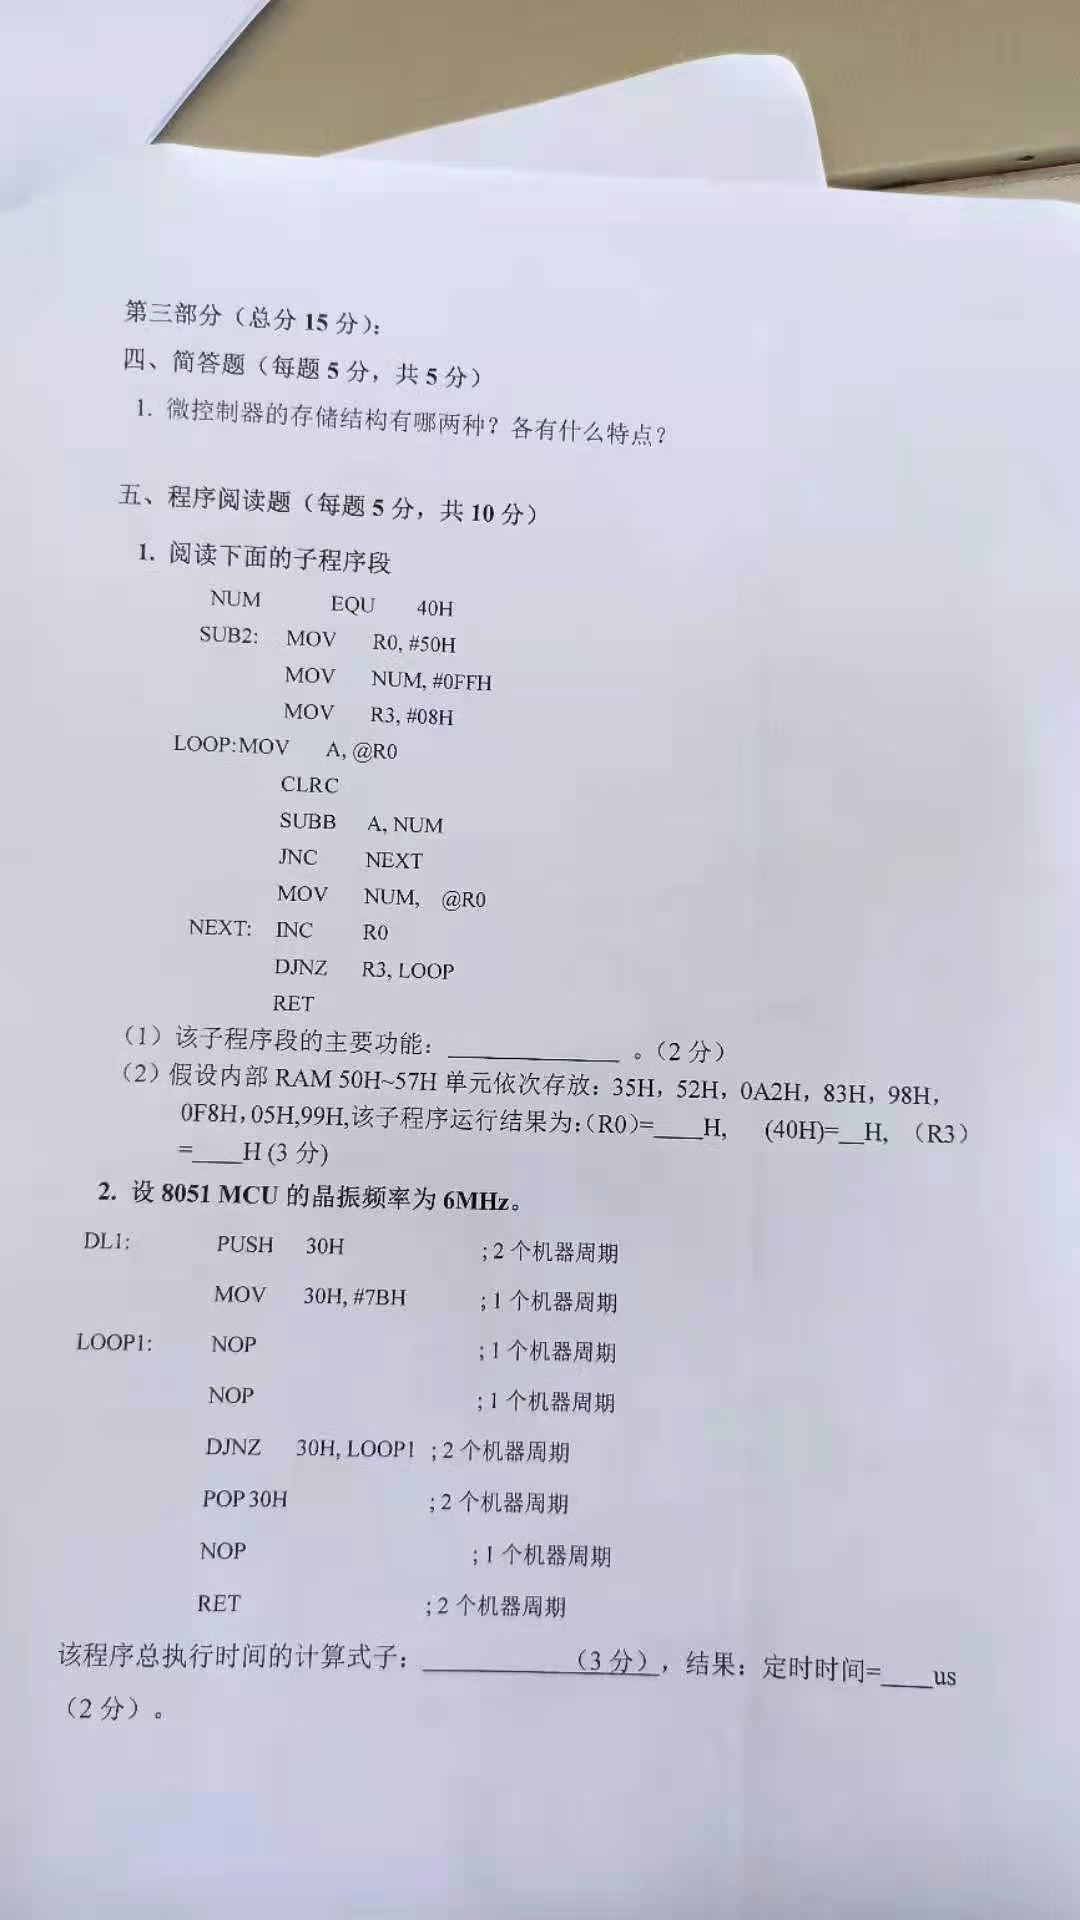 第三部分（总分 15 分）：
四、简答题（每题 5 分，共 5 分）
1. 微控制器的存储结构有哪两种？各有什么特点？
五、程序阅读题（每题 5 分，共 10 分）
1. 阅读下面的子程序段
NUM EQU 40H
SUB2: MOV R0, #50H
MOV NUM, #0FFH
MOV R3, #08H
LOOP:MOV A, @R0
CLRC
SUBB A, NUM
JNC NEXT
MOV NUM, @R0
NEXT: INC R0
DJNZ R3, LOOP
RET
（1）该子程序段的主要功能：____________。（2 分）
（2）假设内部 RAM 50H~57H 单元依次存放：35H，52H，0A2H，83H，98H，
0F8H，05H,99H,该子程序运行结果为:（R0)=____H, (40H)=__H, （R3）
=____H (3 分)
2. 设 8051 MCU 的晶振频率为 6MHz。
DL1: PUSH 30H ; 2 个机器周期
MOV 30H, #7BH ; 1 个机器周期
LOOP1: NOP ; 1 个机器周期
NOP ; 1 个机器周期
DJNZ 30H, LOOP1 ; 2 个机器周期
POP 30H ; 2 个机器周期
NOP ; 1 个机器周期
RET ; 2 个机器周期
该程序总执行时间的计算式子：____________（3 分），结果：定时时间=____us
（2 分）。